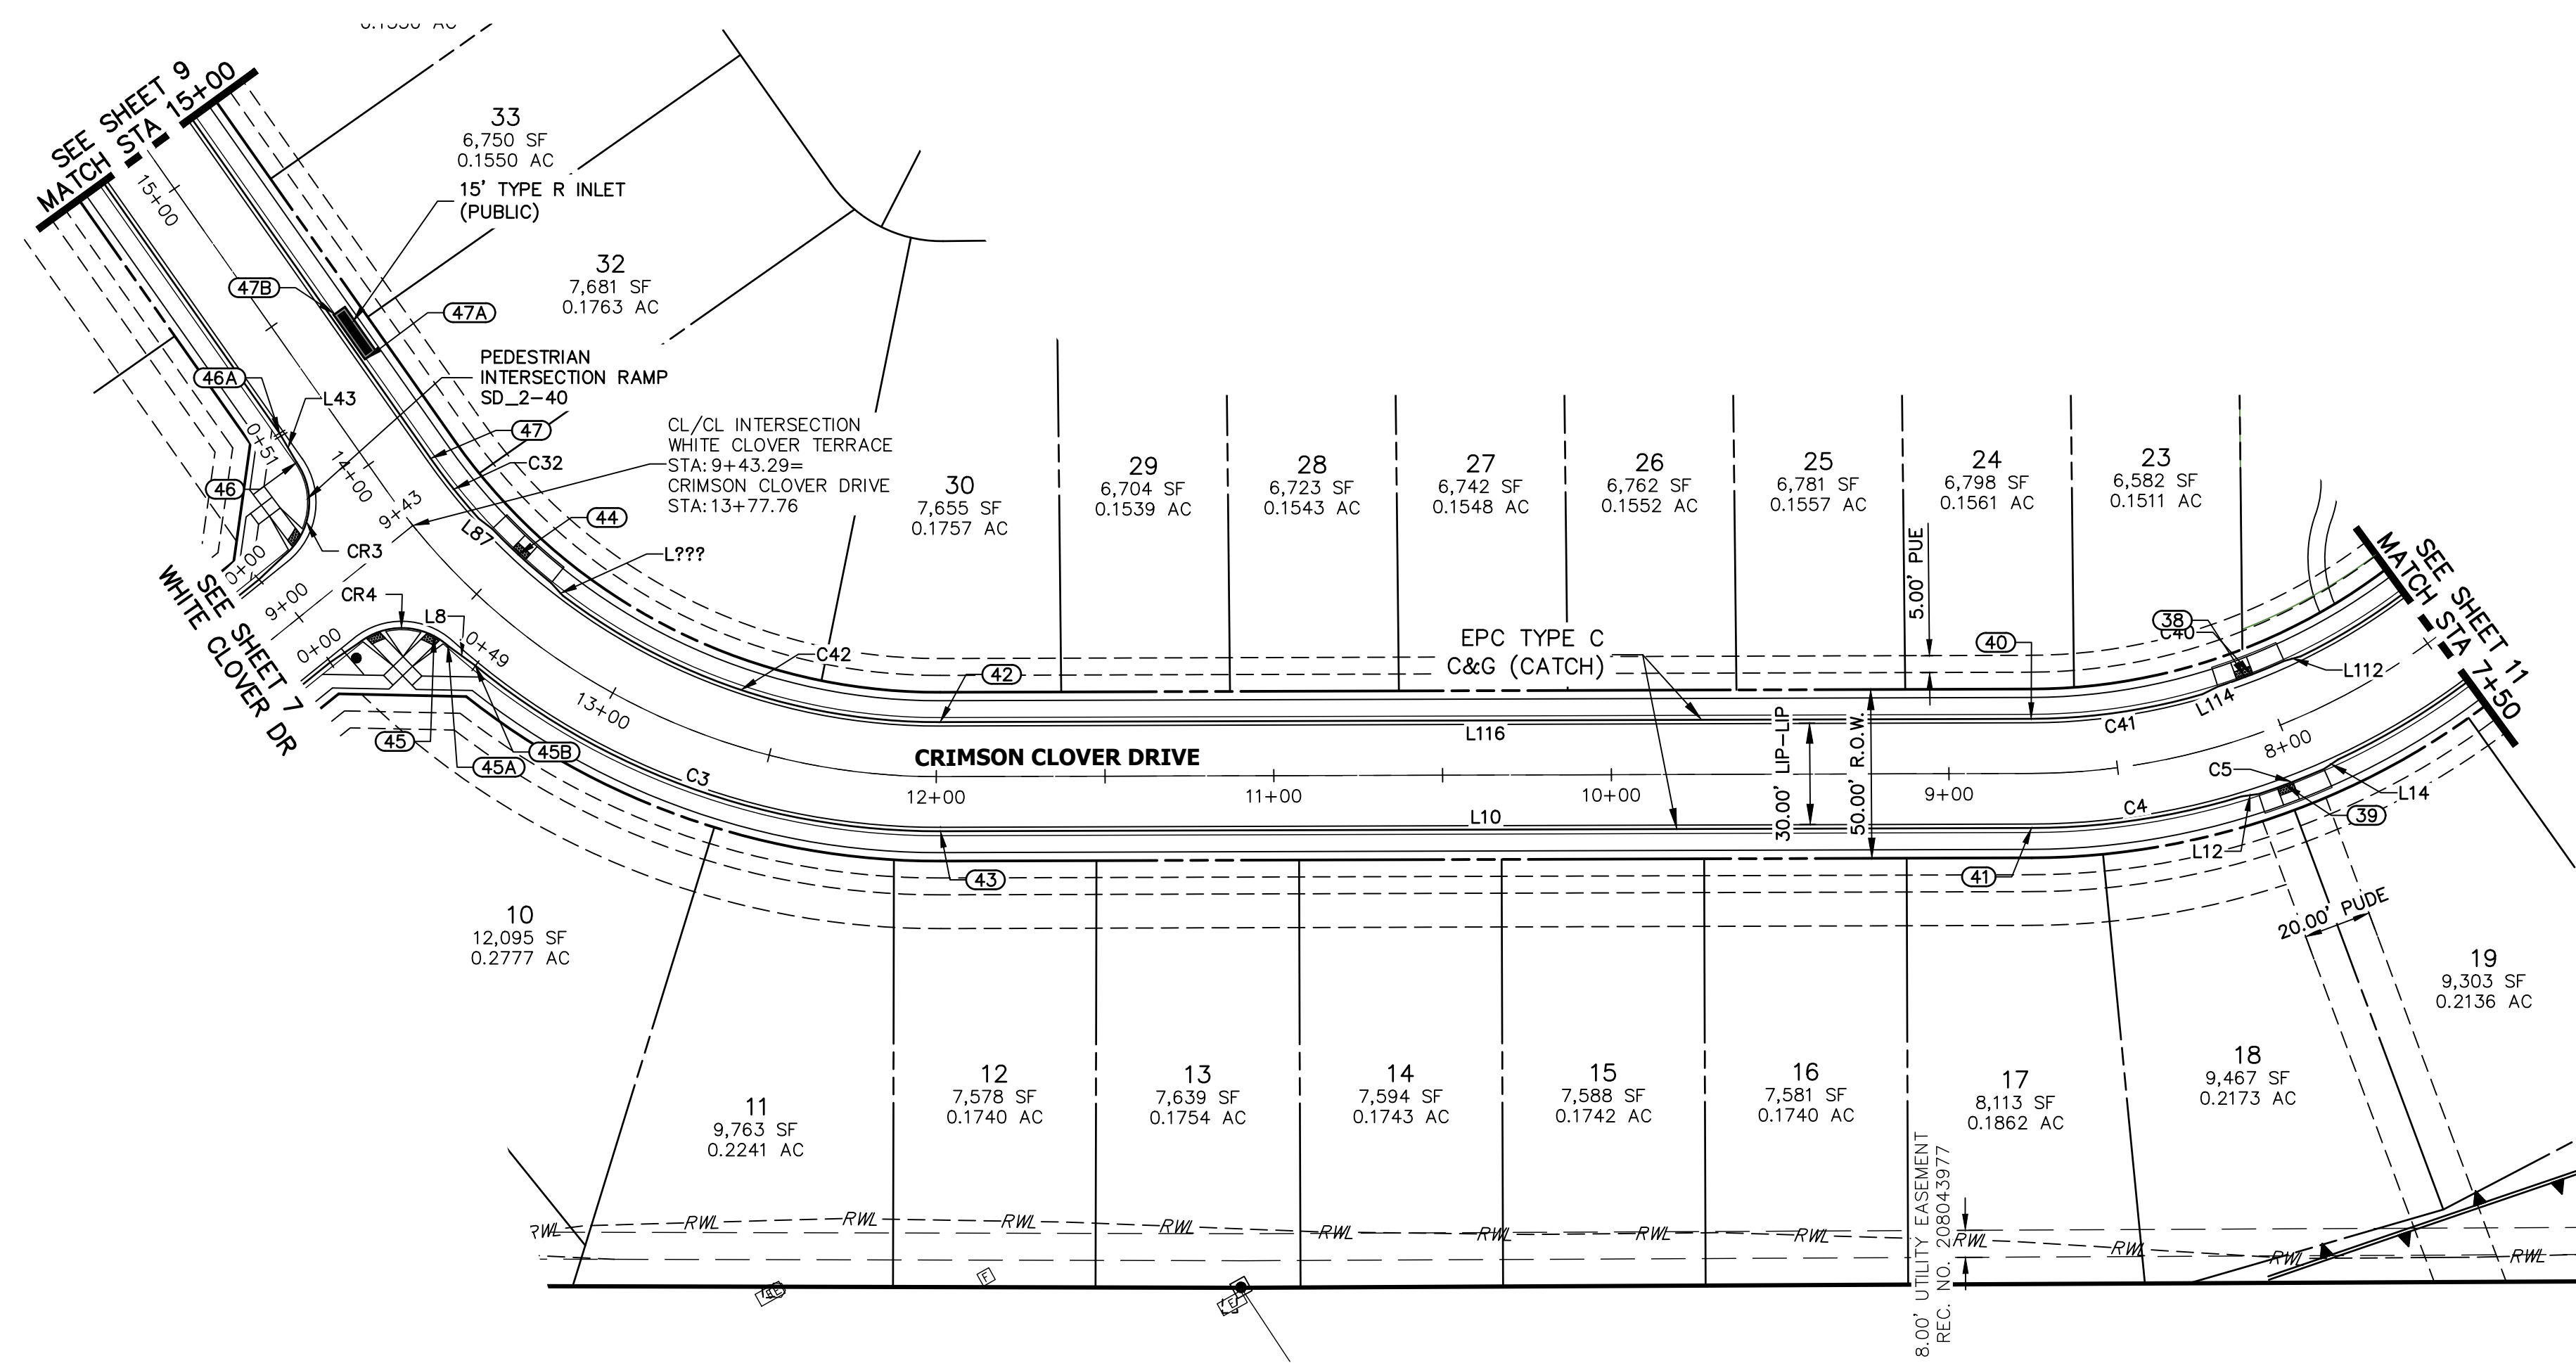 SEE SHEET 9
MATCH STA 15+00
33
6,750 SF
0.1550 AC
15' TYPE R INLET
(PUBLIC)
15+00
32
7,681 SF
0.1763 AC
47B
47A
PEDESTRIAN
INTERSECTION RAMP
SD_2-40
46A
L43
CL/CL INTERSECTION
WHITE CLOVER TERRACE
STA: 9+43.29=
CRIMSON CLOVER DRIVE
STA: 13+77.76
47
C32
0+51
14+00
46
9+43
44
L87
CR3
L???
0+00
9+00
CR4
L8
0+00
0+49
SEE SHEET 7
WHITE CLOVER DR
45
45A
45B
13+00
C42
42
C3
30
7,655 SF
0.1757 AC
29
6,704 SF
0.1539 AC
28
6,723 SF
0.1543 AC
27
6,742 SF
0.1548 AC
26
6,762 SF
0.1552 AC
25
6,781 SF
0.1557 AC
24
6,798 SF
0.1561 AC
23
6,582 SF
0.1511 AC
5.00' PUE
EPC TYPE C
C&G (CATCH)
40
38
C40
SEE SHEET 11
MATCH STA 7+50
L112
L114
C41
L116
30.00' LIP-LIP
50.00' R.O.W.
CRIMSON CLOVER DRIVE
12+00
11+00
10+00
9+00
8+00
L10
C4
C5
L14
39
L12
43
41
20.00' PUDE
10
12,095 SF
0.2777 AC
11
9,763 SF
0.2241 AC
12
7,578 SF
0.1740 AC
13
7,639 SF
0.1754 AC
14
7,594 SF
0.1743 AC
15
7,588 SF
0.1742 AC
16
7,581 SF
0.1740 AC
17
8,113 SF
0.1862 AC
18
9,467 SF
0.2173 AC
19
9,303 SF
0.2136 AC
8.00' UTILITY EASEMENT
REC. NO. 208043977
RWL RWL RWL RWL RWL RWL RWL RWL RWL RWL RWL RWL RWL
F
E